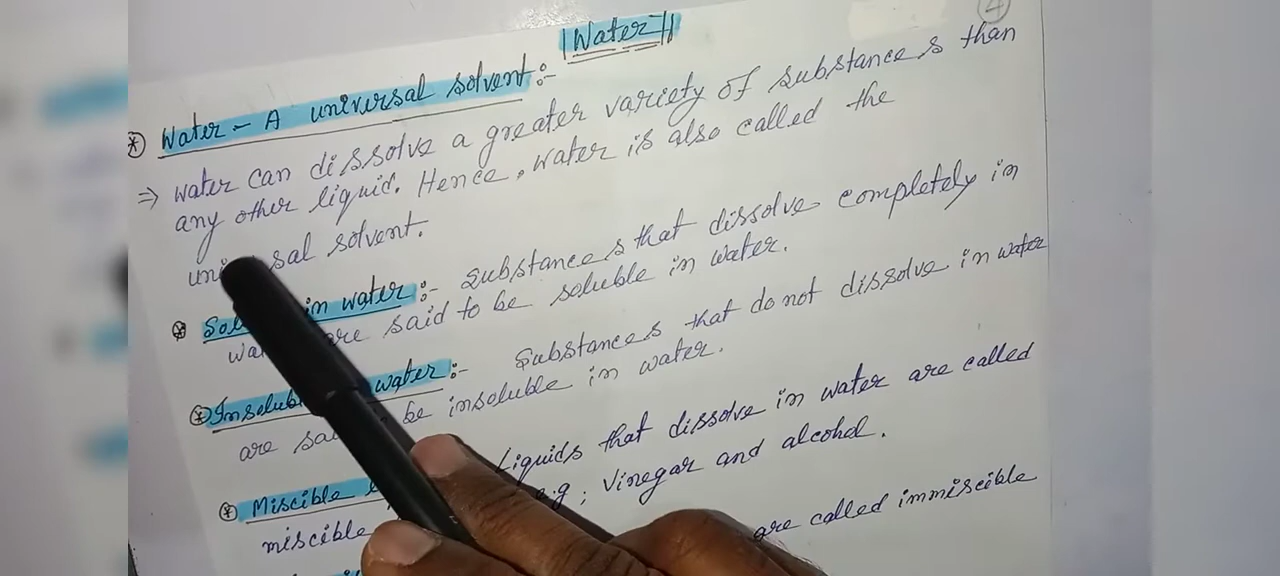 4
Water
Water - A universal solvent :-
⇒ water can dissolve a greater variety of substances than
any other liquid. Hence, water is also called the
uni sal solvent.
Sol in water :- substances that dissolve completely in
wat are said to be soluble in water.
Insolub water :- Substances that do not dissolve in water
are sa be insoluble in water.
Miscible Liquids that dissolve in water are called
miscible e.g; Vinegar and alcohol.
are called immiscible